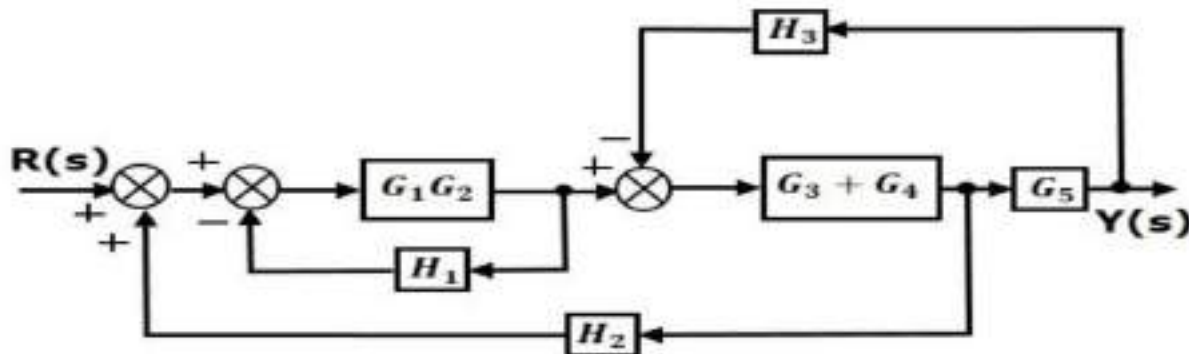 H₃
−
R(s)
+
+
G₁G₂
+
G₃ + G₄
G₅
+
−
Y(s)
+
H₁
H₂